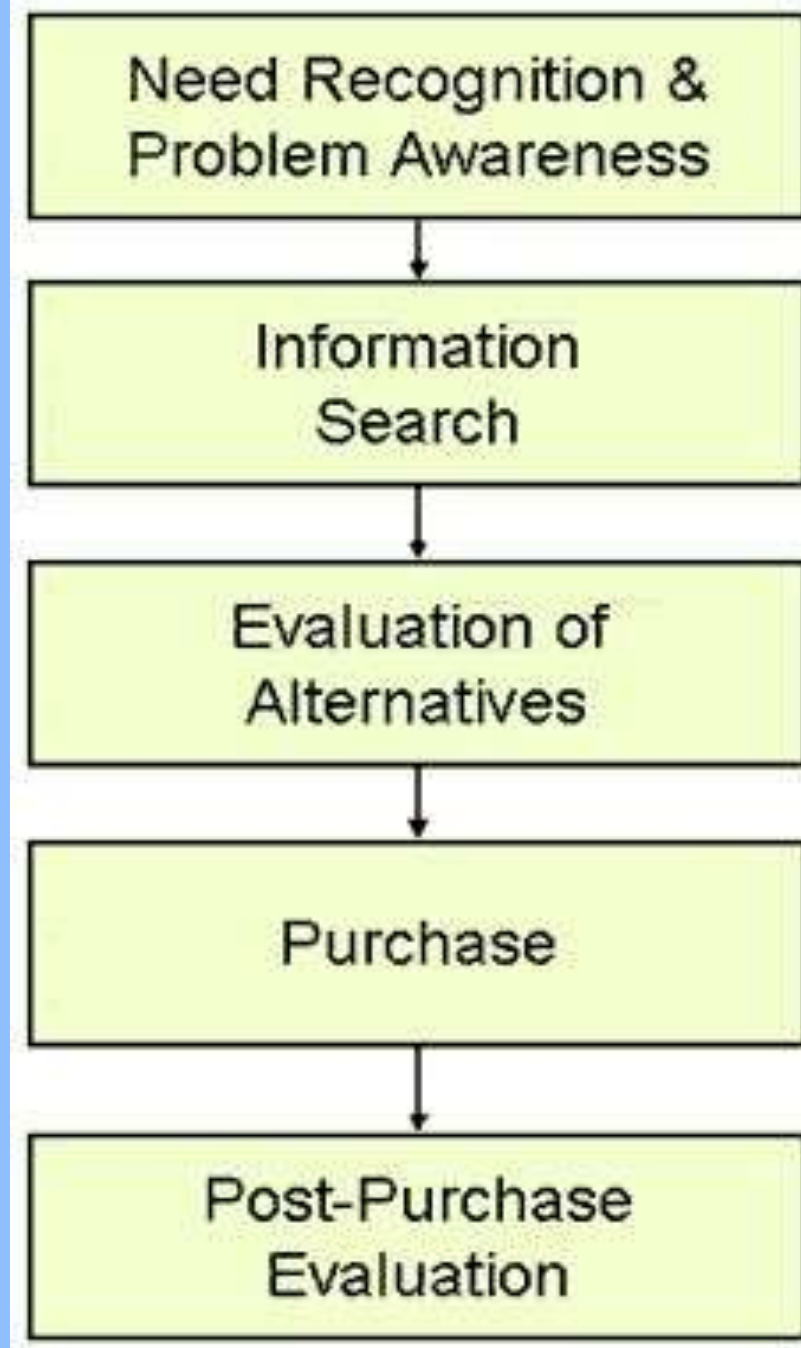 Need Recognition &
Problem Awareness
Information
Search
Evaluation of
Alternatives
Purchase
Post-Purchase
Evaluation